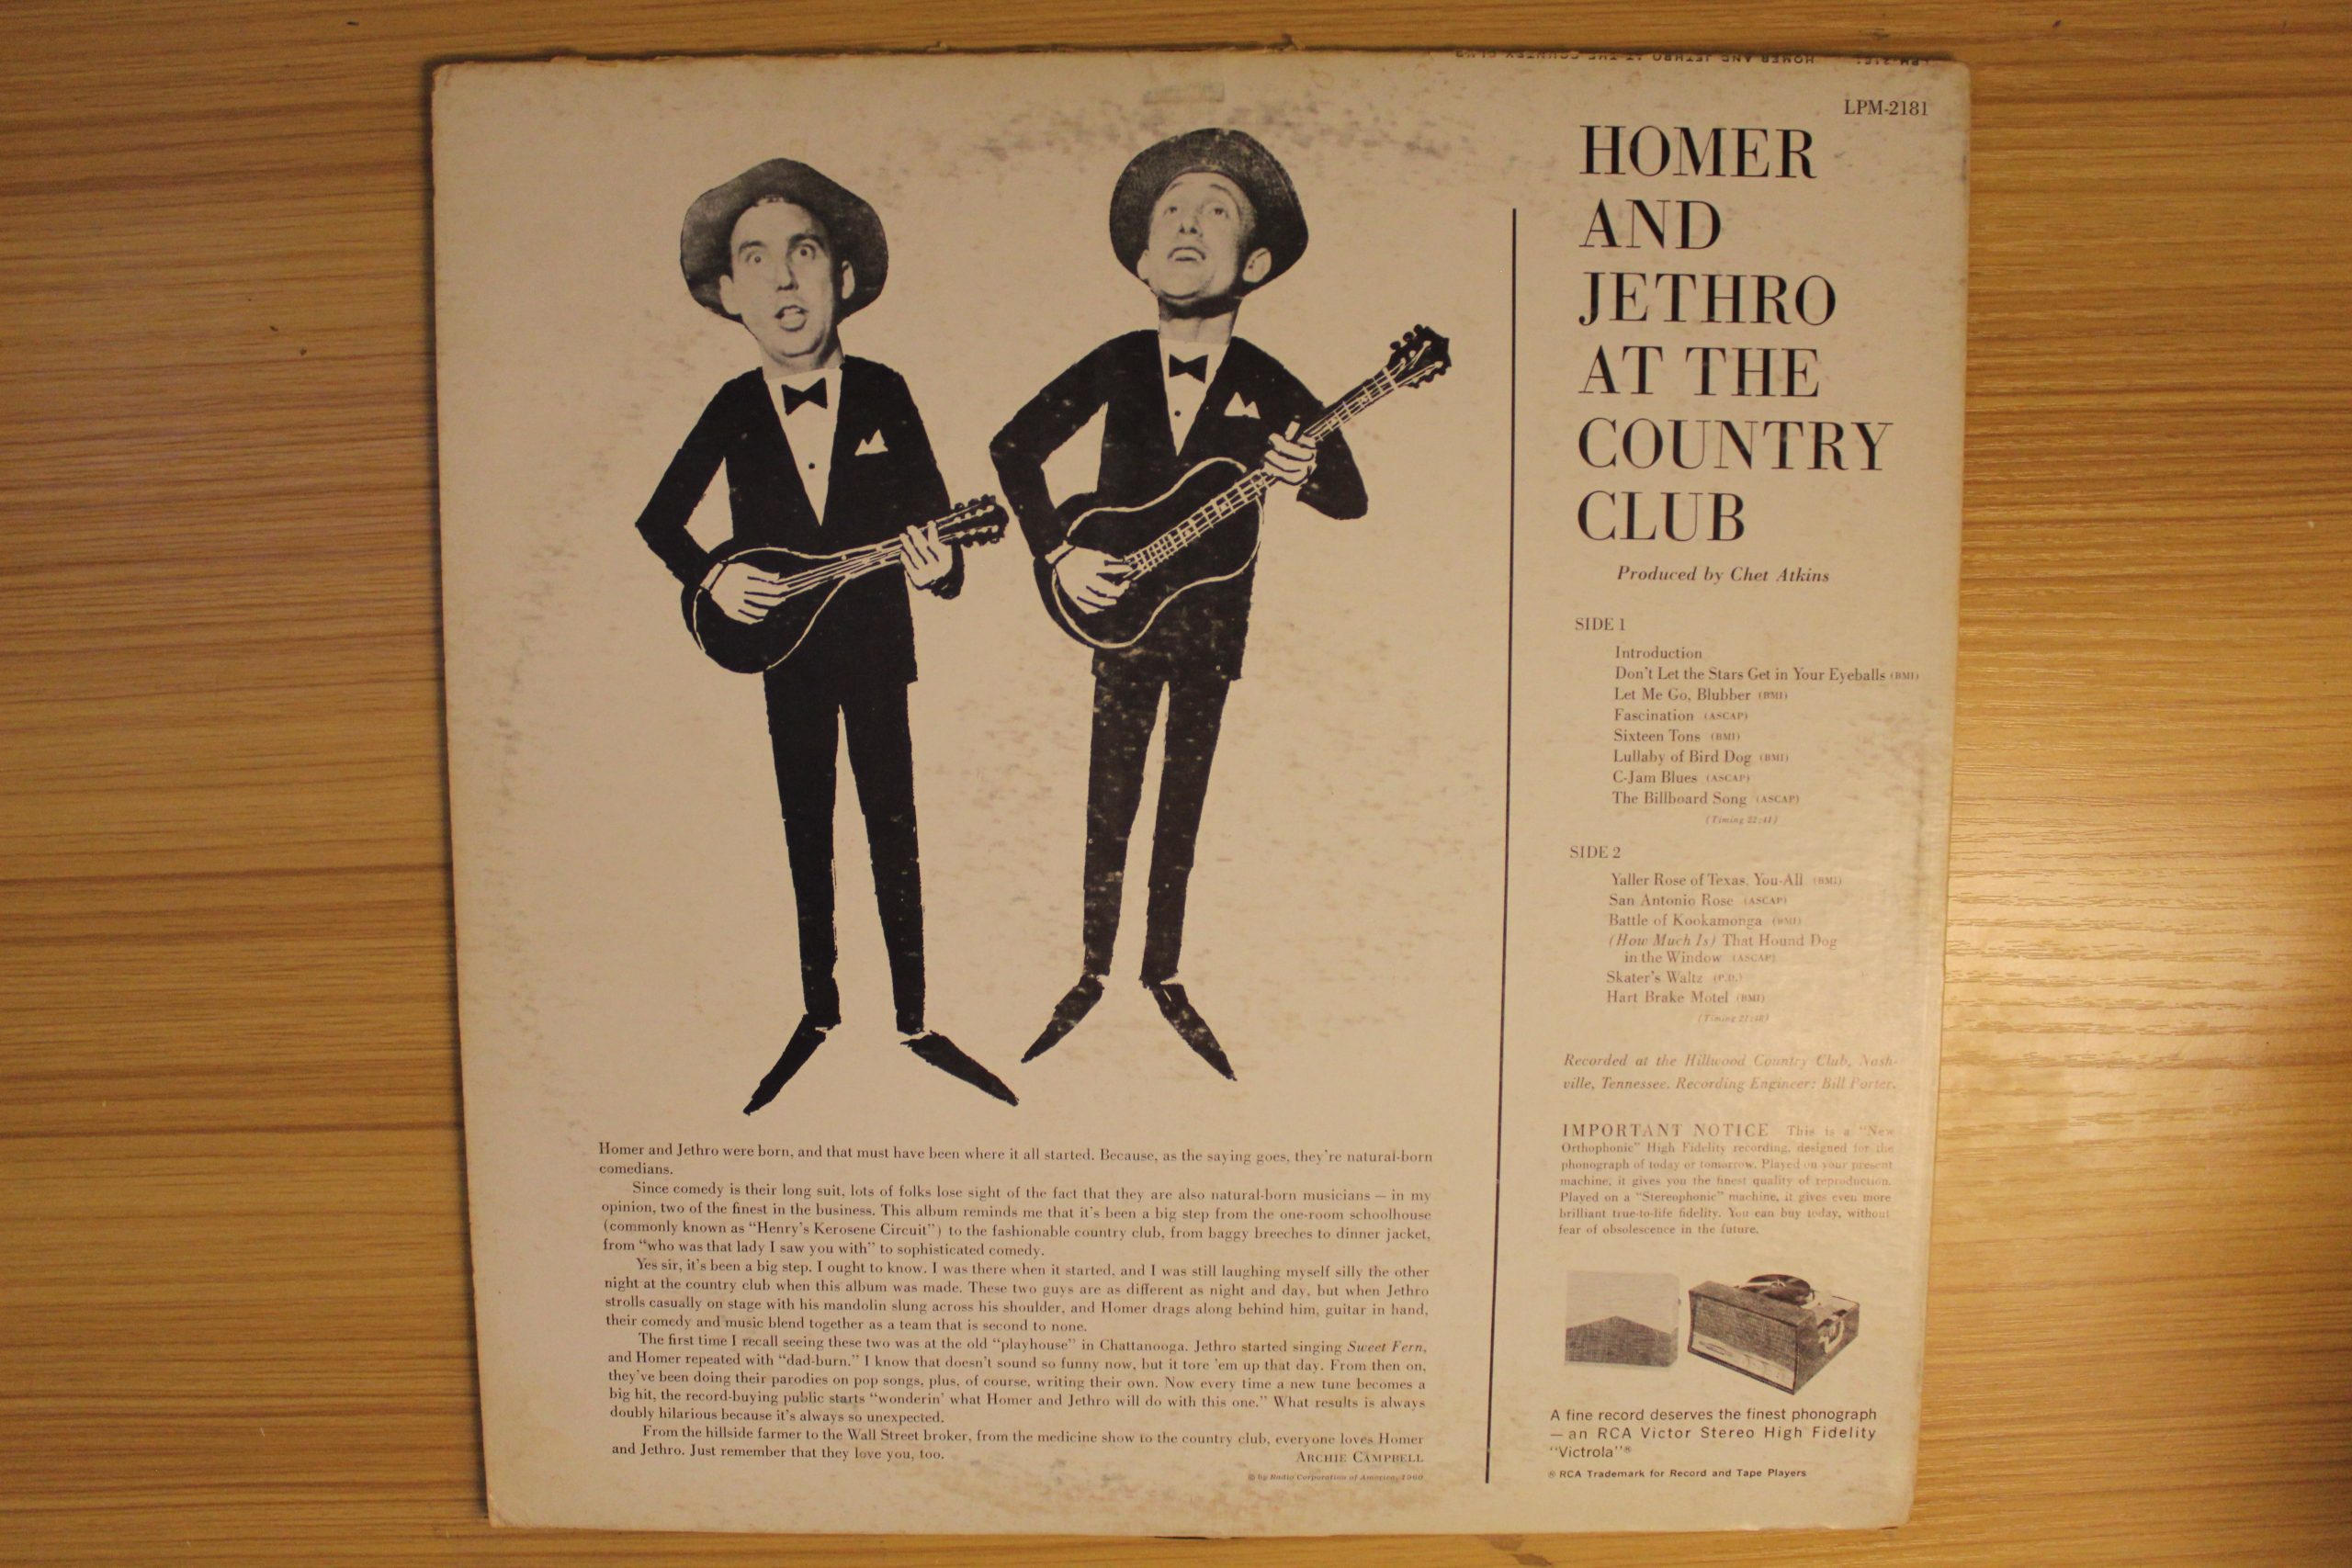 LPM-2181
HOMER
AND
JETHRO
AT THE
COUNTRY
CLUB
Produced by Chet Atkins
SIDE 1
Introduction
Don't Let the Stars Get in Your Eyeballs (BMI)
Let Me Go, Blubber (BMI)
Fascination (ASCAP)
Sixteen Tons (BMI)
Lullaby of Bird Dog (BMI)
C-Jam Blues (ASCAP)
The Billboard Song (ASCAP)
(Timing 22:41)
SIDE 2
Yaller Rose of Texas, You-All (BMI)
San Antonio Rose (ASCAP)
Battle of Kookamonga (BMI)
(How Much Is) That Hound Dog
in the Window (ASCAP)
Skater's Waltz (P.D.)
Hart Brake Motel (BMI)
(Timing
Recorded at the Hillwood Country Club, Nash-
ville, Tennessee. Recording Engineer: Bill Porter.
IMPORTANT NOTICE This is a "New
Orthophonic" High Fidelity recording, designed for the
phonograph of today or tomorrow. Played on your present
machine, it gives you the finest quality of reproduction.
Played on a "Stereophonic" machine, it gives even more
brilliant true-to-life fidelity. You can buy today, without
fear of obsolescence in the future.
A fine record deserves the finest phonograph
— an RCA Victor Stereo High Fidelity
"Victrola"®
® RCA Trademark for Record and Tape Players
Homer and Jethro were born, and that must have been where it all started. Because, as the saying goes, they're natural-born
comedians.
Since comedy is their long suit, lots of folks lose sight of the fact that they are also natural-born musicians — in my
opinion, two of the finest in the business. This album reminds me that it's been a big step from the one-room schoolhouse
(commonly known as "Henry's Kerosene Circuit") to the fashionable country club, from baggy breeches to dinner jacket,
from "who was that lady I saw you with" to sophisticated comedy.
Yes sir, it's been a big step. I ought to know. I was there when it started, and I was still laughing myself silly the other
night at the country club when this album was made. These two guys are as different as night and day, but when Jethro
strolls casually on stage with his mandolin slung across his shoulder, and Homer drags along behind him, guitar in hand,
their comedy and music blend together as a team that is second to none.
The first time I recall seeing these two was at the old "playhouse" in Chattanooga. Jethro started singing Sweet Fern,
and Homer repeated with "dad-burn." I know that doesn't sound so funny now, but it tore 'em up that day. From then on,
they've been doing their parodies on pop songs, plus, of course, writing their own. Now every time a new tune becomes a
big hit, the record-buying public starts "wonderin' what Homer and Jethro will do with this one." What results is always
doubly hilarious because it's always so unexpected.
From the hillside farmer to the Wall Street broker, from the medicine show to the country club, everyone loves Homer
and Jethro. Just remember that they love you, too.
ARCHIE CAMPBELL
© by Radio Corporation of America, 1960